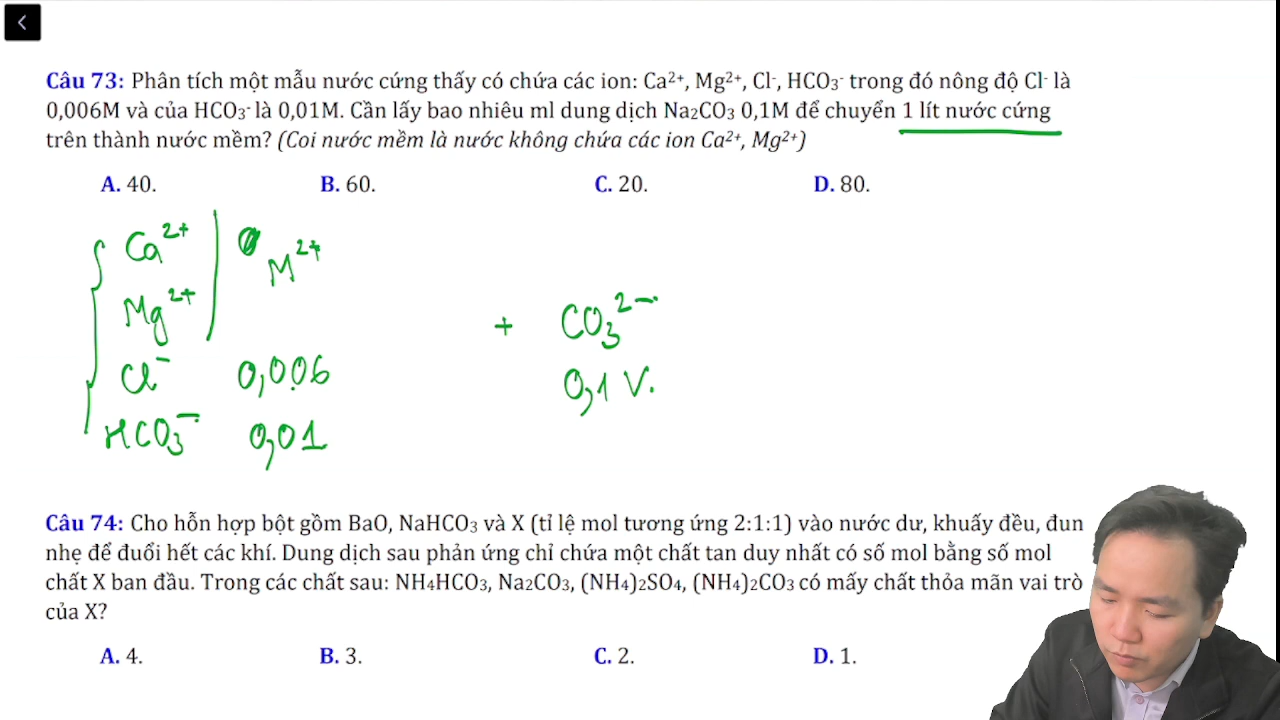 Câu 73: Phân tích một mẫu nước cứng thấy có chứa các ion: Ca²⁺, Mg²⁺, Cl⁻, HCO₃⁻ trong đó nông độ Cl⁻ là
0,006M và của HCO₃⁻ là 0,01M. Cần lấy bao nhiêu ml dung dịch Na₂CO₃ 0,1M để chuyển 1 lít nước cứng
trên thành nước mềm? (Coi nước mềm là nước không chứa các ion Ca²⁺, Mg²⁺)
A. 40. B. 60. C. 20. D. 80.
Ca²⁺
M²⁺
Mg²⁺
+ CO₃²⁻
Cl⁻ 0,006
0,1 V.
HCO₃⁻ 0,01
Câu 74: Cho hỗn hợp bột gồm BaO, NaHCO₃ và X (tỉ lệ mol tương ứng 2:1:1) vào nước dư, khuấy đều, đun
nhẹ để đuổi hết các khí. Dung dịch sau phản ứng chỉ chứa một chất tan duy nhất có số mol bằng số mol
chất X ban đầu. Trong các chất sau: NH₄HCO₃, Na₂CO₃, (NH₄)₂SO₄, (NH₄)₂CO₃ có mấy chất thỏa mãn vai trò
của X?
A. 4. B. 3. C. 2. D. 1.